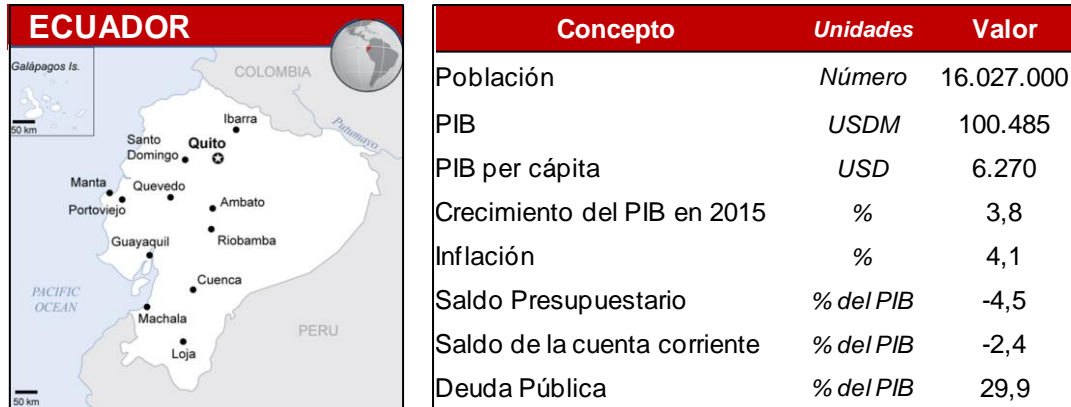 ECUADOR
Galápagos Is.
50 km
COLOMBIA
Putumayo
Ibarra
Santo
Domingo
Quito
Manta
Portoviejo
Quevedo
Ambato
Riobamba
Guayaquil
Cuenca
PACIFIC
OCEAN
Machala
PERU
Loja
50 km
Concepto Unidades Valor
Población Número 16.027.000
PIB USDM 100.485
PIB per cápita USD 6.270
Crecimiento del PIB en 2015 % 3,8
Inflación % 4,1
Saldo Presupuestario % del PIB -4,5
Saldo de la cuenta corriente % del PIB -2,4
Deuda Pública % del PIB 29,9